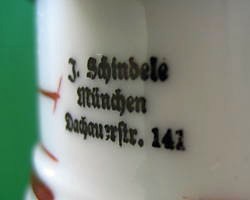 J. Schindele
München
Dachauerstr. 141